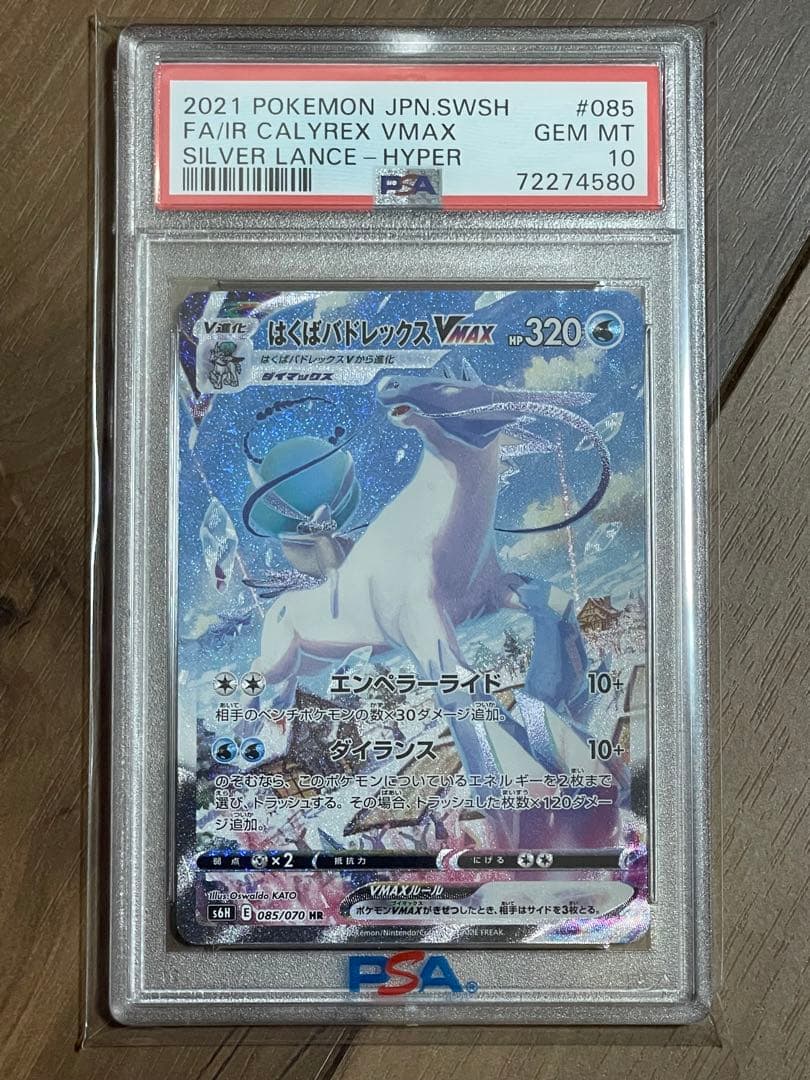 2021 POKEMON JPN.SWSH #085
FA/IR CALYREX VMAX GEM MT
SILVER LANCE - HYPER 10
PSA 72274580
V進化 はくばバドレックスVMAX HP320
はくばバドレックスVから進化
ダイマックス
エンペラーライド 10+
相手のベンチポケモンの数×30ダメージ追加。
ダイランス 10+
のぞむなら、このポケモンについているエネルギーを2枚まで
選び、トラッシュする。その場合、トラッシュした枚数×120ダメー
ジ追加。
弱点 ×2 抵抗力 にげる
Illus. Oswaldo KATO VMAXルール
s6H E 085/070 HR ポケモンVMAXがきぜつしたとき、相手はサイドを3枚とる。
PSA®